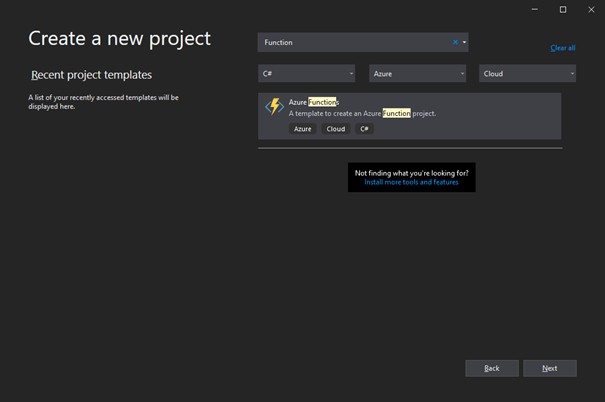 Create a new project
Recent project templates
A list of your recently accessed templates will
be displayed here.
Function
Clear all
C#
Azure
Cloud
Azure Functions
A template to create an Azure Function project.
Azure
Cloud
C#
Not finding what you're looking for?
Install more tools and features
Back
Next